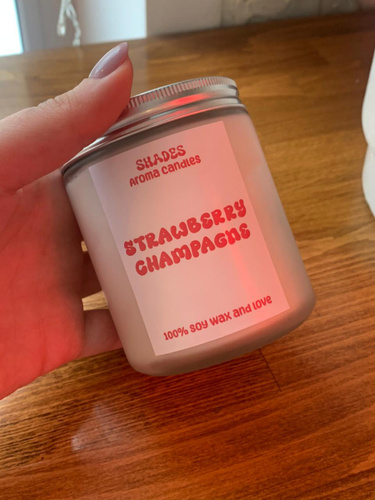 SHADES
Aroma candles
STRAWBERRY
CHAMPAGNE
100% soy wax and love